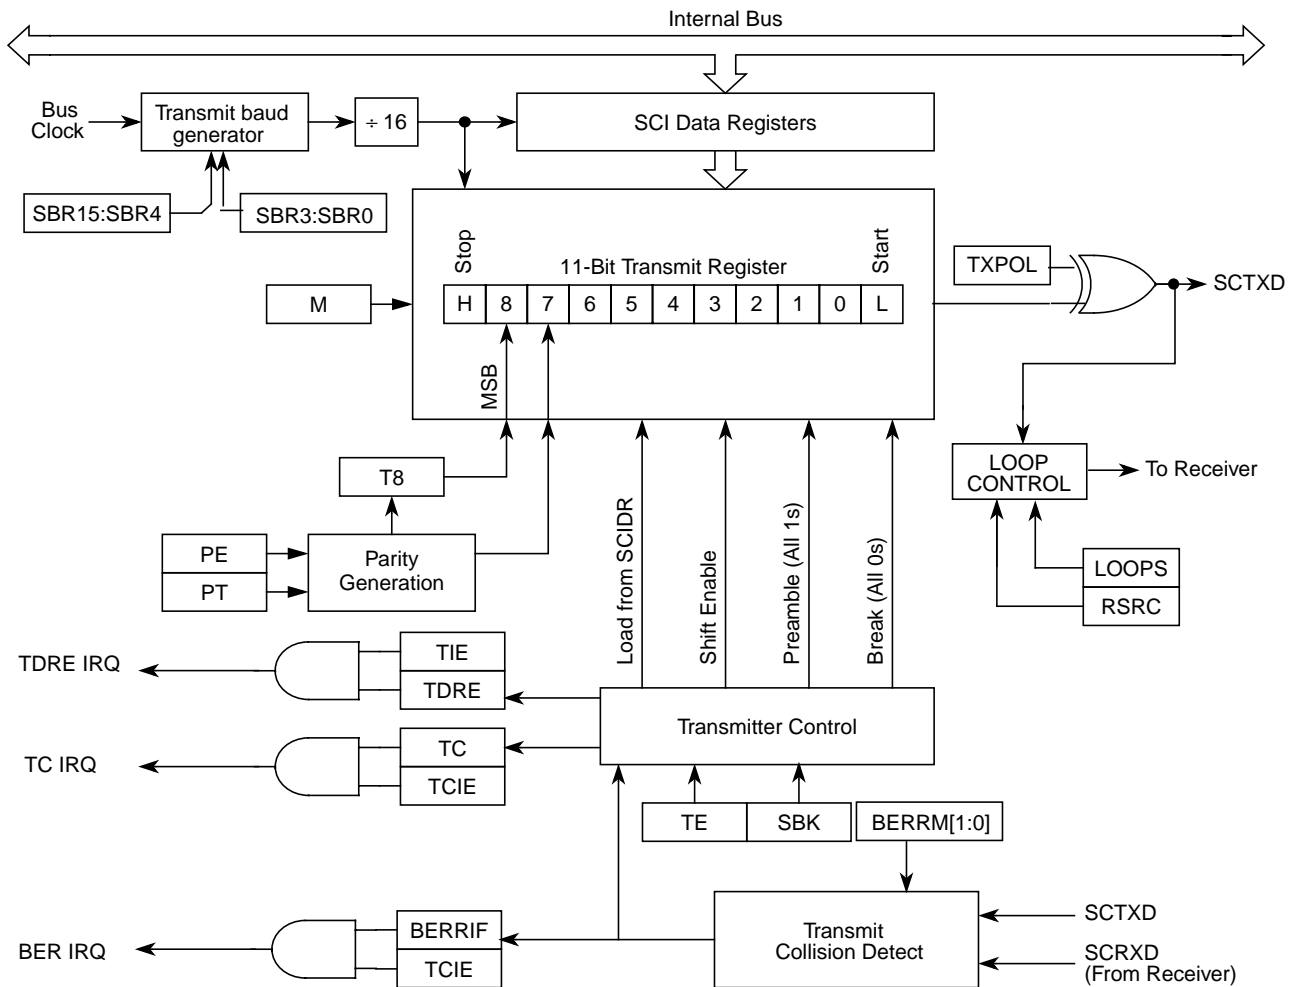 Internal Bus
Bus
Clock
Transmit baud
generator
÷ 16
SCI Data Registers
SBR15:SBR4
SBR3:SBR0
Stop
11-Bit Transmit Register
Start
H 8 7 6 5 4 3 2 1 0 L
M
MSB
TXPOL
SCTXD
T8
LOOP
CONTROL
To Receiver
PE
PT
Parity
Generation
Load from SCIDR
Shift Enable
Preamble (All 1s)
Break (All 0s)
LOOPS
RSRC
TDRE IRQ
TIE
TDRE
Transmitter Control
TC IRQ
TC
TCIE
TE
SBK
BERRM[1:0]
BER IRQ
BERRIF
TCIE
Transmit
Collision Detect
SCTXD
SCRXD
(From Receiver)